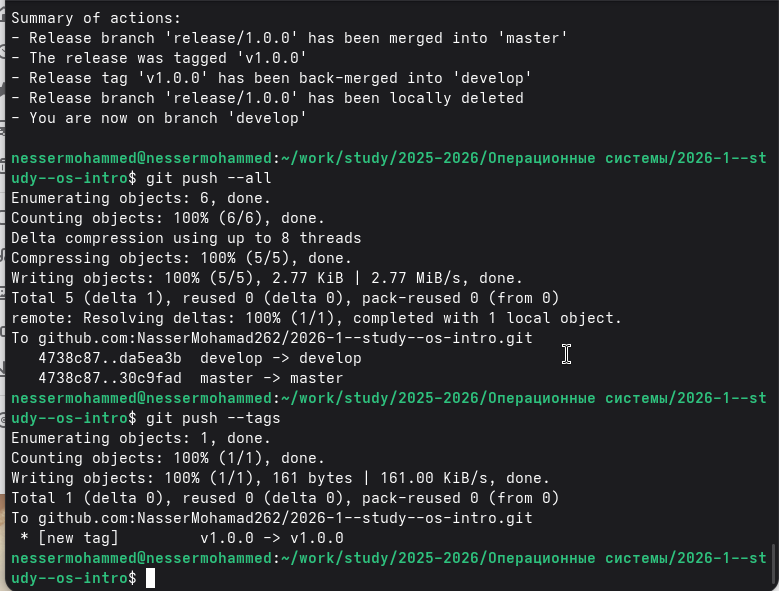 Summary of actions:
- Release branch 'release/1.0.0' has been merged into 'master'
- The release was tagged 'v1.0.0'
- Release tag 'v1.0.0' has been back-merged into 'develop'
- Release branch 'release/1.0.0' has been locally deleted
- You are now on branch 'develop'

nessermohammed@nessermohammed:~/work/study/2025-2026/Операционные системы/2026-1--st
udy--os-intro$ git push --all
Enumerating objects: 6, done.
Counting objects: 100% (6/6), done.
Delta compression using up to 8 threads
Compressing objects: 100% (5/5), done.
Writing objects: 100% (5/5), 2.77 KiB | 2.77 MiB/s, done.
Total 5 (delta 1), reused 0 (delta 0), pack-reused 0 (from 0)
remote: Resolving deltas: 100% (1/1), completed with 1 local object.
To github.com:NasserMohamad262/2026-1--study--os-intro.git
   4738c87..da5ea3b  develop -> develop
   4738c87..30c9fad  master -> master
nessermohammed@nessermohammed:~/work/study/2025-2026/Операционные системы/2026-1--st
udy--os-intro$ git push --tags
Enumerating objects: 1, done.
Counting objects: 100% (1/1), done.
Writing objects: 100% (1/1), 161 bytes | 161.00 KiB/s, done.
Total 1 (delta 0), reused 0 (delta 0), pack-reused 0 (from 0)
To github.com:NasserMohamad262/2026-1--study--os-intro.git
 * [new tag]         v1.0.0 -> v1.0.0
nessermohammed@nessermohammed:~/work/study/2025-2026/Операционные системы/2026-1--st
udy--os-intro$